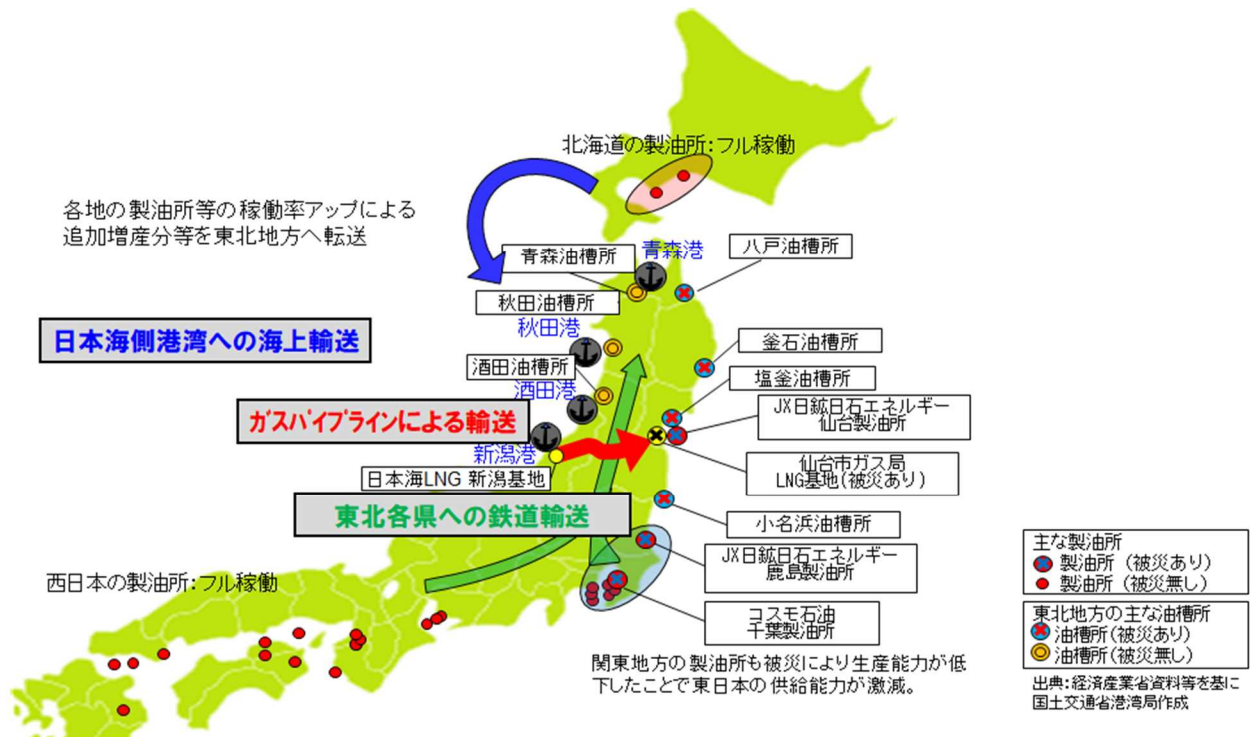 北海道の製油所：フル稼働
各地の製油所等の稼働率アップによる
追加増産分等を東北地方へ転送
青森港
青森油槽所
八戸油槽所
秋田油槽所
秋田港
日本海側港湾への海上輸送
釜石油槽所
酒田油槽所
塩釜油槽所
酒田港
JX日鉱日石エネルギー
仙台製油所
ガスパイプラインによる輸送
新潟港
仙台市ガス局
LNG基地(被災あり)
日本海LNG 新潟基地
東北各県への鉄道輸送
小名浜油槽所
JX日鉱日石エネルギー
鹿島製油所
西日本の製油所：フル稼働
コスモ石油
千葉製油所
関東地方の製油所も被災により生産能力が低
下したことで東日本の供給能力が激減。
主な製油所
製油所（被災あり）
製油所（被災無し）
東北地方の主な油槽所
油槽所(被災あり)
油槽所(被災無し)
出典：経済産業省資料等を基に
国土交通省港湾局作成